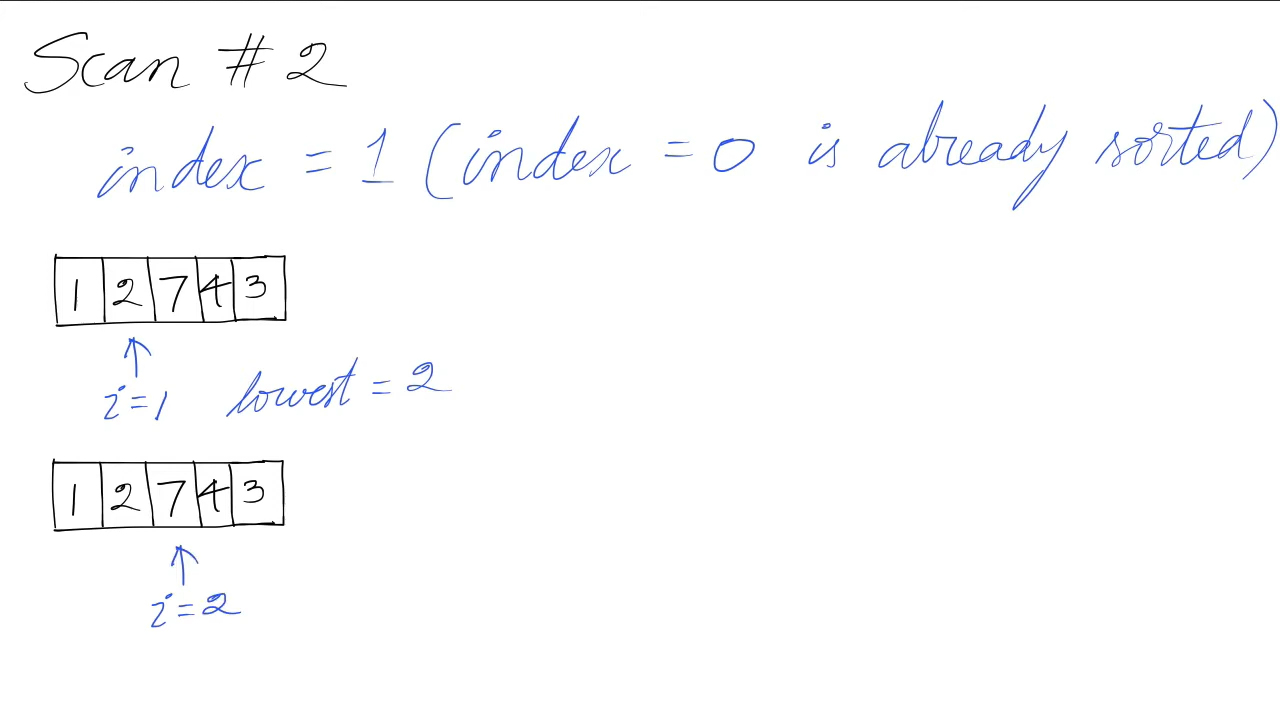 Scan # 2
index = 1 (index = 0 is already sorted)
1 2 7 4 3
i=1 lowest = 2
1 2 7 4 3
i=2